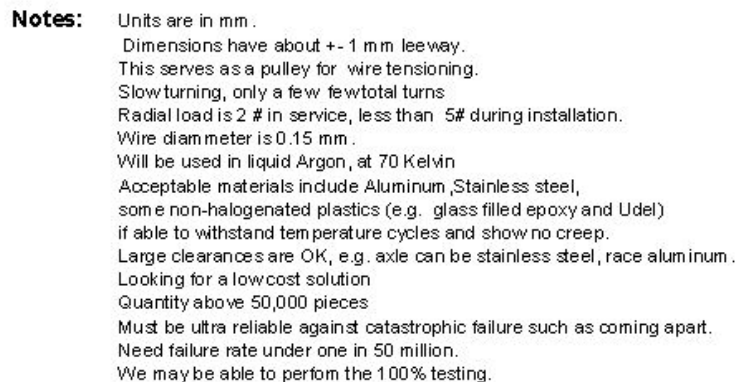 Notes: Units are in mm.
Dimensions have about +- 1 mm leeway.
This serves as a pulley for wire tensioning.
Slow turning, only a few few total turns
Radial load is 2 # in service, less than 5# during installation.
Wire diammeter is 0.15 mm.
Will be used in liquid Argon, at 70 Kelvin
Acceptable materials include Aluminum ,Stainless steel,
some non-halogenated plastics (e.g. glass filled epoxy and Udel)
if able to withstand temperature cycles and show no creep.
Large clearances are OK, e.g. axle can be stainless steel, race aluminum.
Looking for a low cost solution
Quantity above 50,000 pieces
Must be ultra reliable against catastrophic failure such as coming apart.
Need failure rate under one in 50 million.
We may be able to perfom the 100% testing.